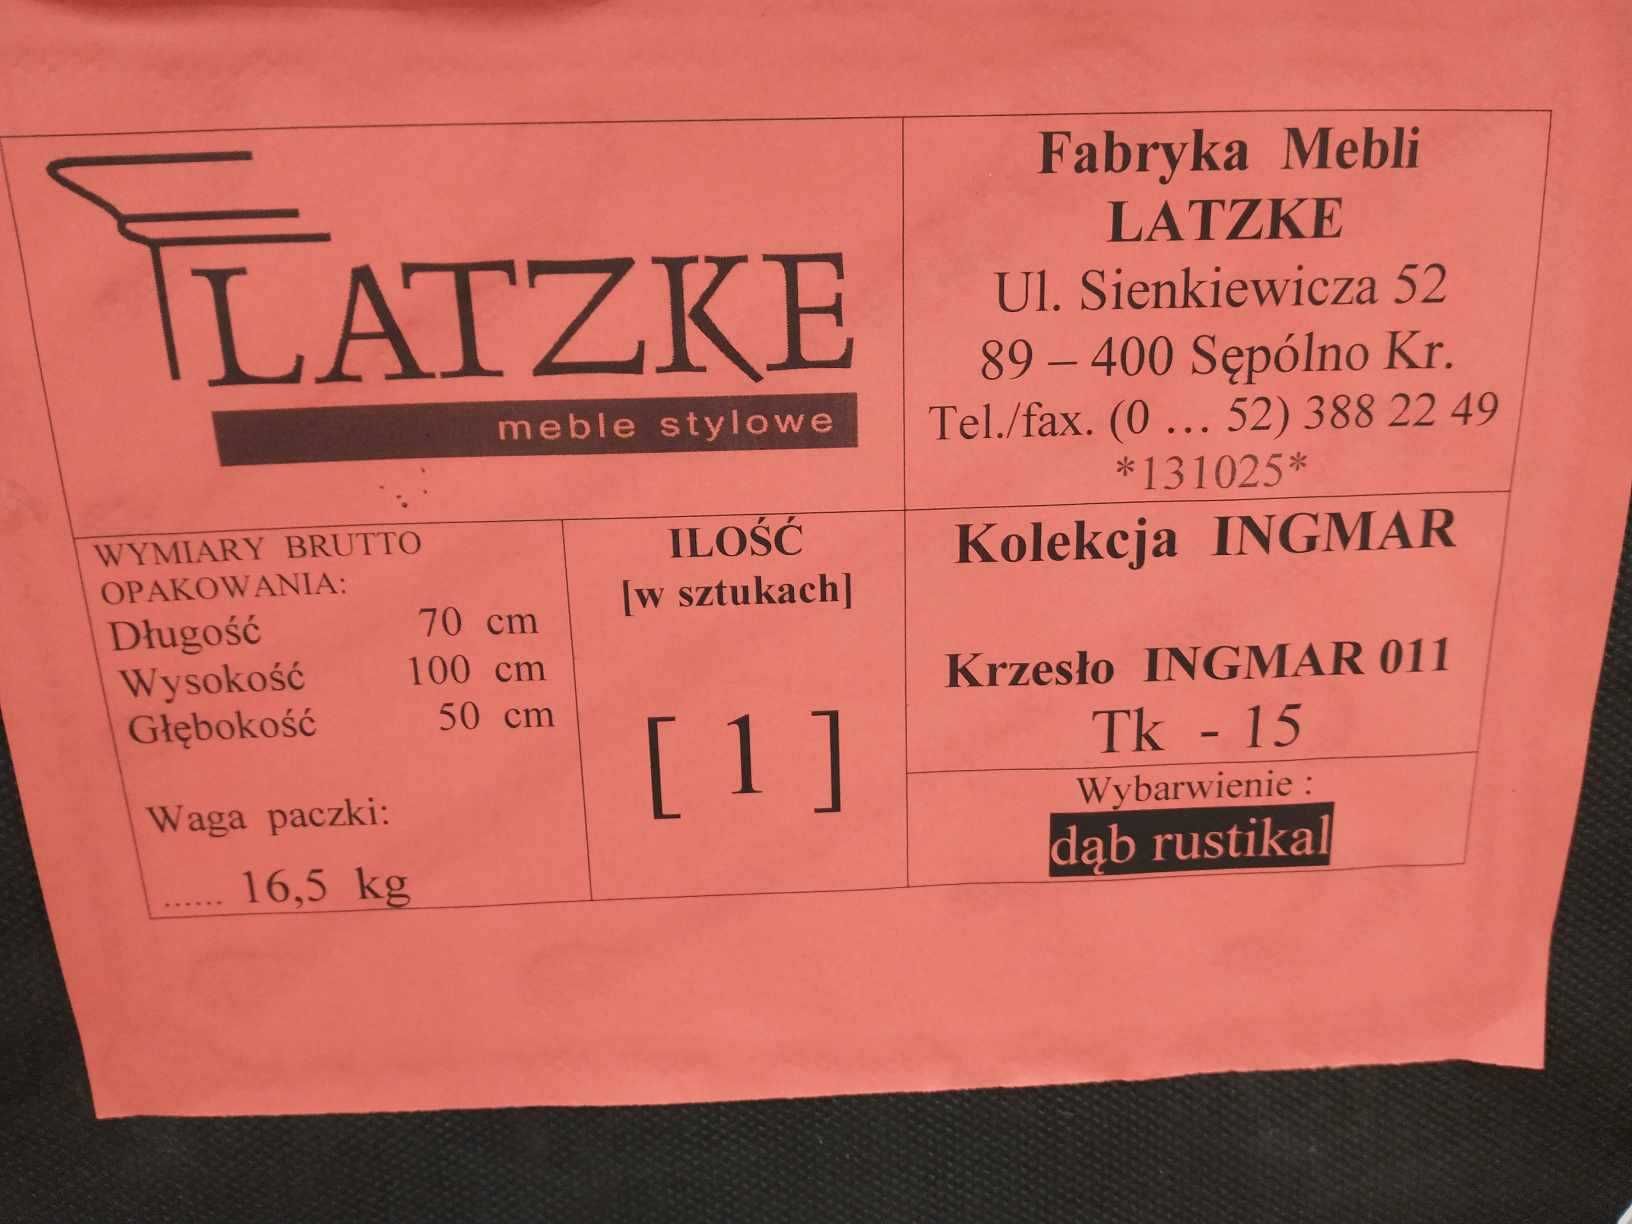 LATZKE
meble stylowe
Fabryka Mebli
LATZKE
Ul. Sienkiewicza 52
89 – 400 Sępólno Kr.
Tel./fax. (0 ... 52) 388 22 49
*131025*
WYMIARY BRUTTO
OPAKOWANIA:
Długość 70 cm
Wysokość 100 cm
Głębokość 50 cm
Waga paczki:
...... 16,5 kg
ILOŚĆ
[w sztukach]
[ 1 ]
Kolekcja INGMAR
Krzesło INGMAR 011
Tk - 15
Wybarwienie :
dąb rustikal